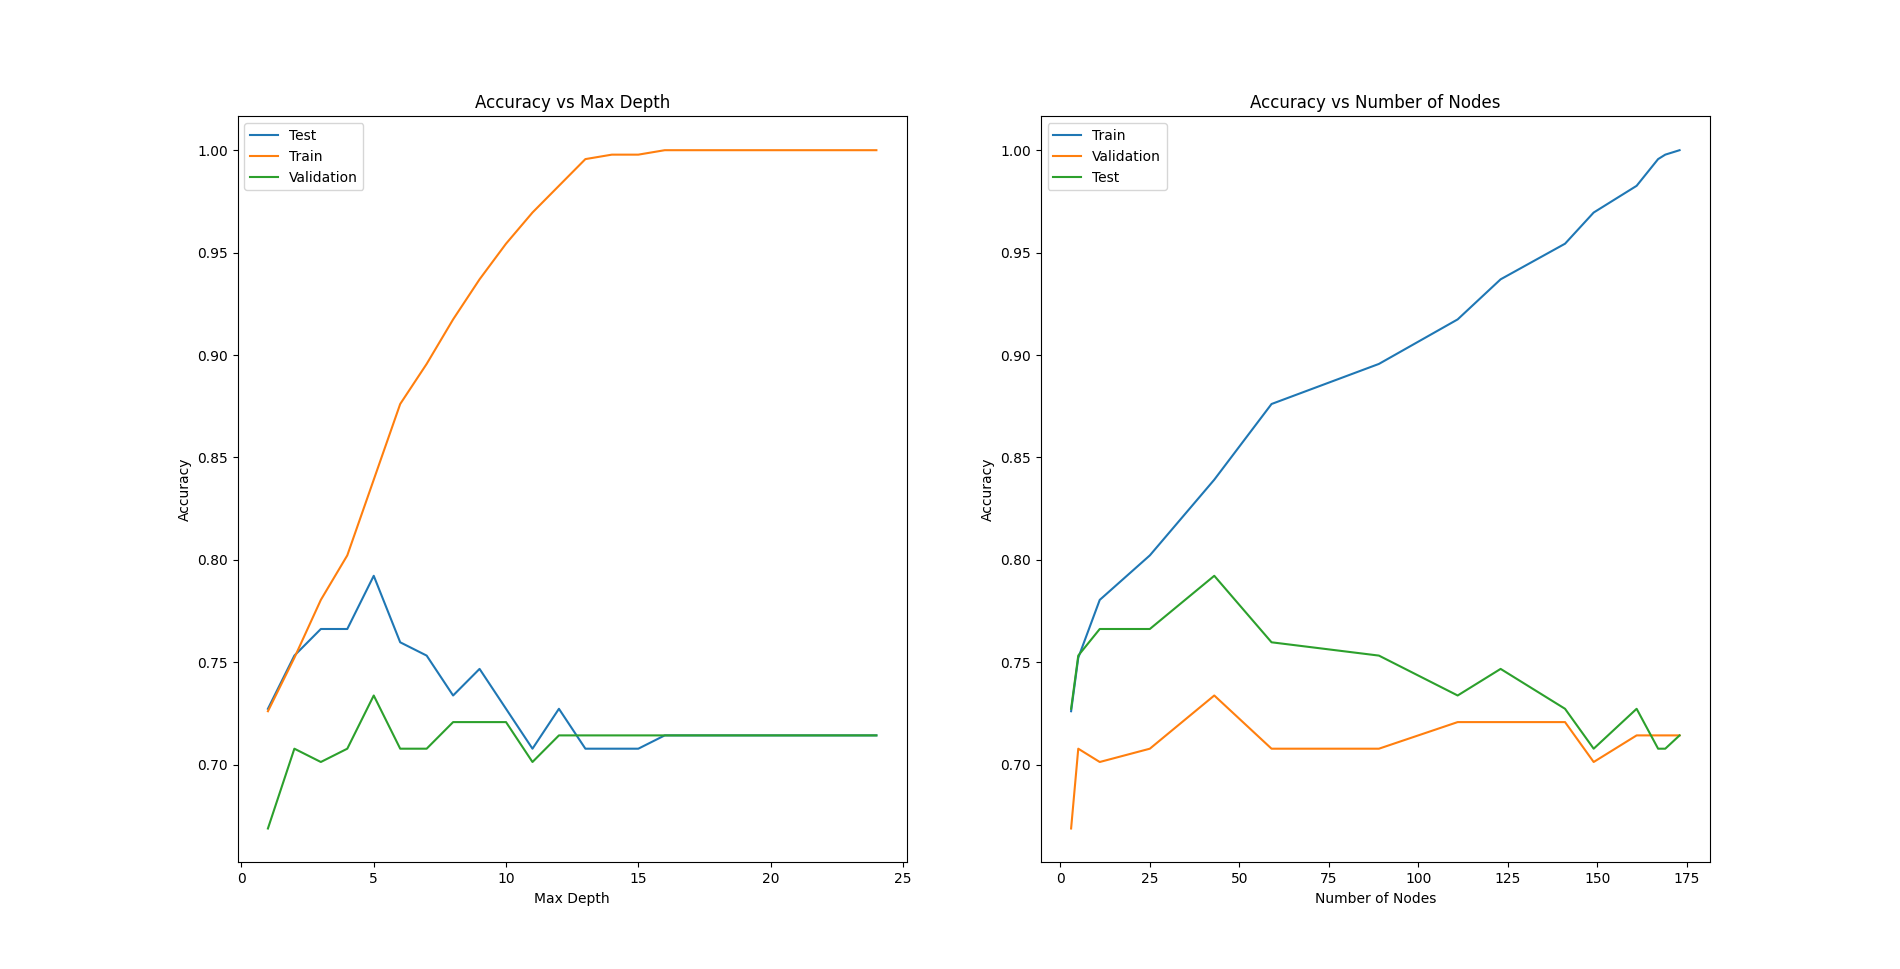 Accuracy vs Max Depth
Test
Train
Validation
1.00
0.95
0.90
0.85
0.80
0.75
0.70
Accuracy
0 5 10 15 20 25
Max Depth
Accuracy vs Number of Nodes
Train
Validation
Test
1.00
0.95
0.90
0.85
0.80
0.75
0.70
Accuracy
0 25 50 75 100 125 150 175
Number of Nodes